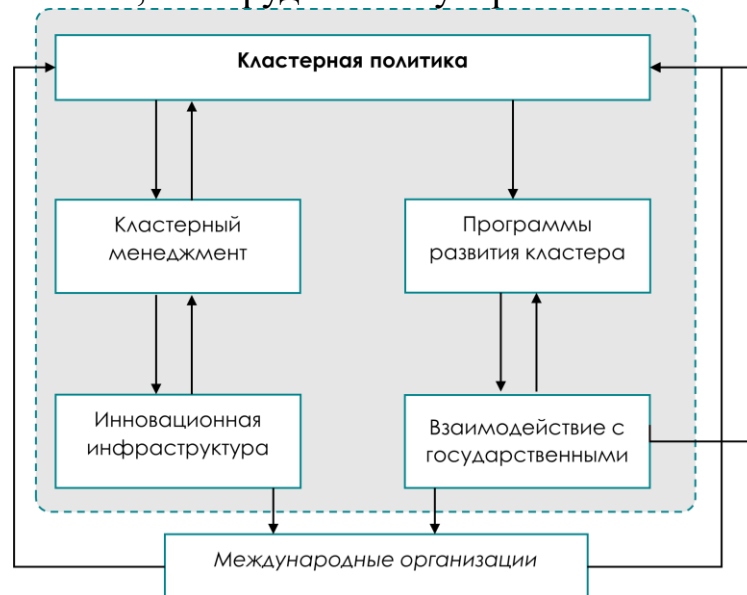 Кластерная политика
Кластерный
менеджмент
Программы
развития кластера
Инновационная
инфраструктура
Взаимодействие с
государственными
Международные организации